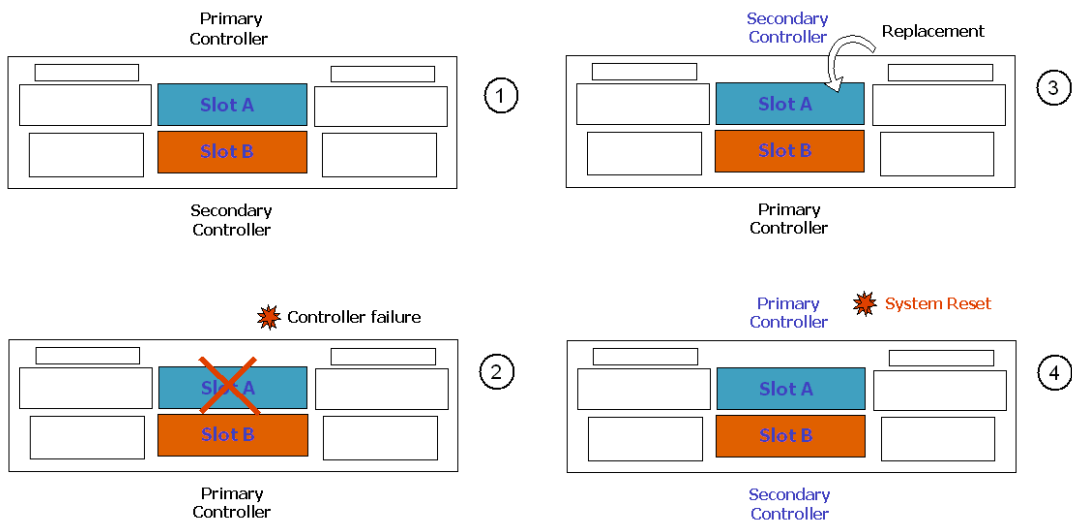 Primary
Controller
Slot A
Slot B
Secondary
Controller
1
Controller failure
Slot A
Slot B
Primary
Controller
2
Secondary
Controller
Replacement
Slot A
Slot B
Primary
Controller
3
Primary
Controller
System Reset
Slot A
Slot B
Secondary
Controller
4